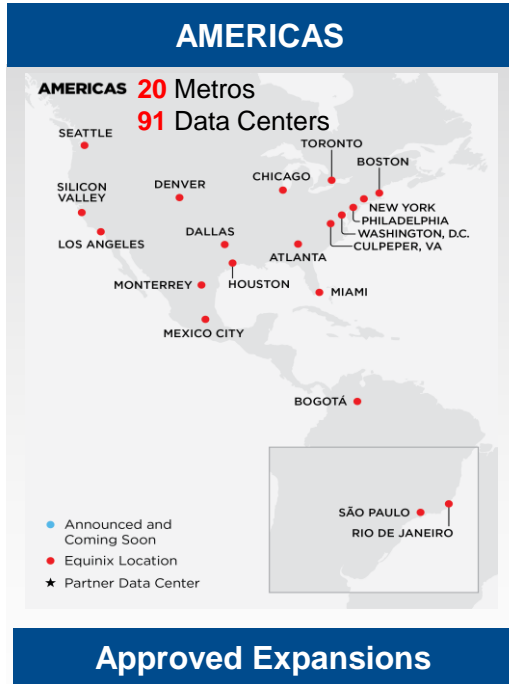 AMERICAS
AMERICAS 20 Metros
91 Data Centers
SEATTLE
TORONTO
BOSTON
CHICAGO
DENVER
SILICON
VALLEY
NEW YORK
PHILADELPHIA
WASHINGTON, D.C.
CULPEPER, VA
DALLAS
LOS ANGELES
ATLANTA
MONTERREY
HOUSTON
MIAMI
MEXICO CITY
BOGOTÁ
SÃO PAULO
RIO DE JANEIRO
Announced and
Coming Soon
Equinix Location
★ Partner Data Center
Approved Expansions